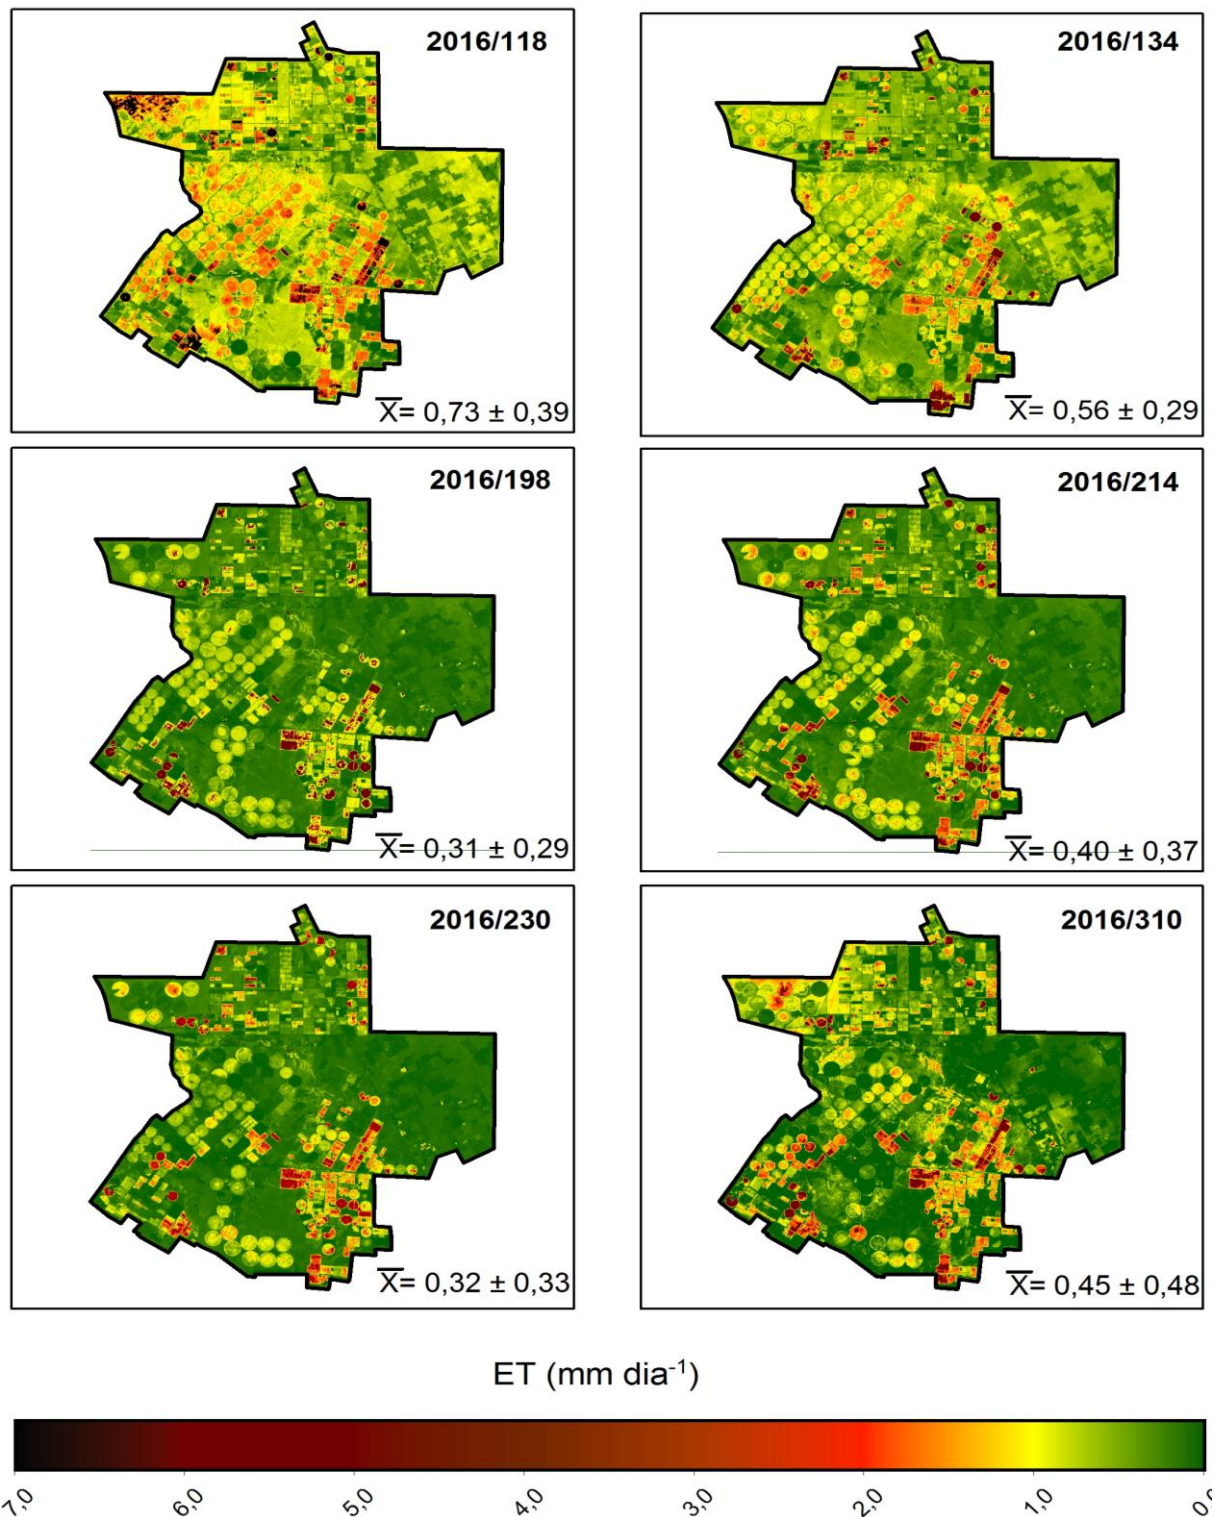 2016/118
X̅= 0,73 ± 0,39
2016/134
X̅= 0,56 ± 0,29
2016/198
X̅= 0,31 ± 0,29
2016/214
X̅= 0,40 ± 0,37
2016/230
X̅= 0,32 ± 0,33
2016/310
X̅= 0,45 ± 0,48
ET (mm dia⁻¹)
7,0 6,0 5,0 4,0 3,0 2,0 1,0